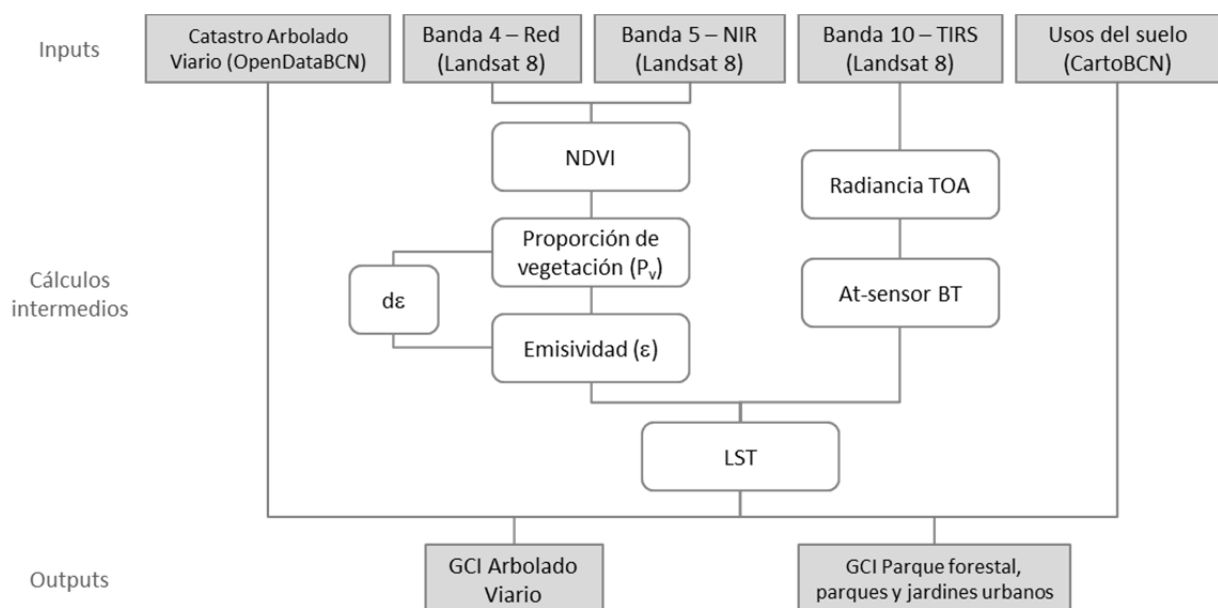 Inputs
Catastro Arbolado
Viario (OpenDataBCN)
Banda 4 – Red
(Landsat 8)
Banda 5 – NIR
(Landsat 8)
Banda 10 – TIRS
(Landsat 8)
Usos del suelo
(CartoBCN)
NDVI
Radiancia TOA
Cálculos
intermedios
Proporción de
vegetación (Pv)
dε
At-sensor BT
Emisividad (ε)
LST
Outputs
GCI Arbolado
Viario
GCI Parque forestal,
parques y jardines urbanos